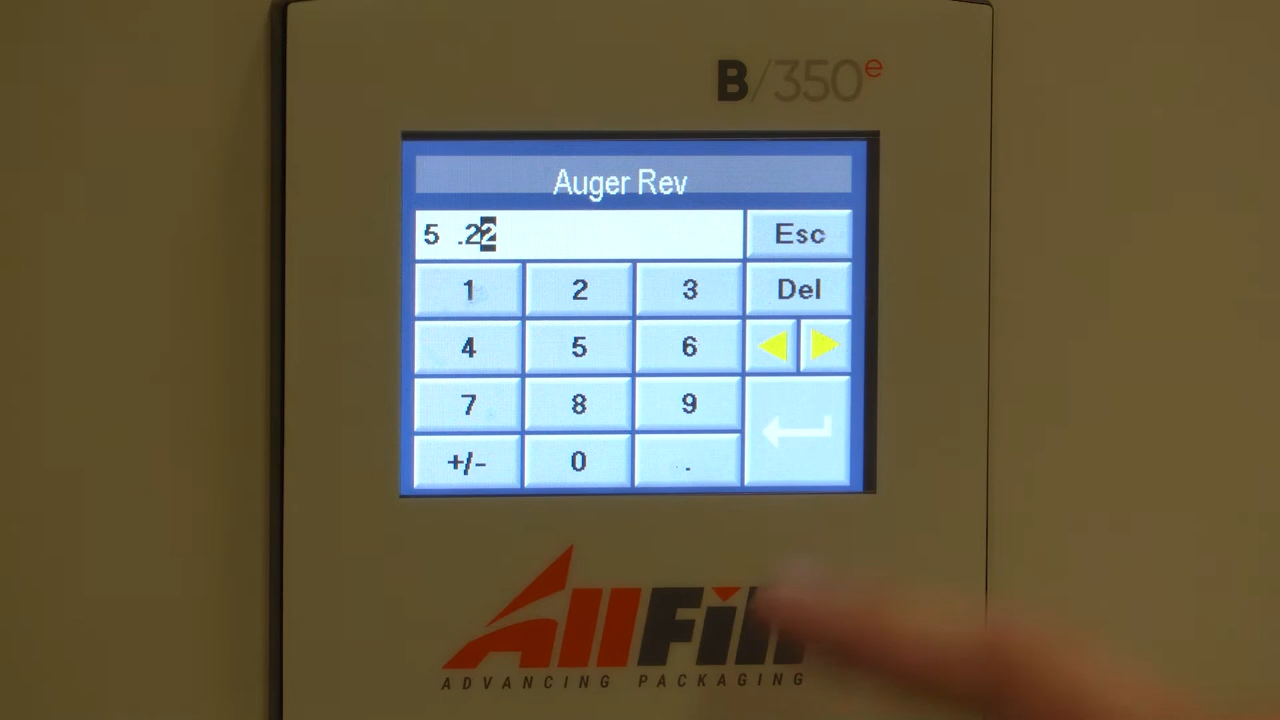 B/350e
Auger Rev
5 .22
Esc
1 2 3 Del
4 5 6
7 8 9
+/- 0 .
AllFill
ADVANCING PACKAGING